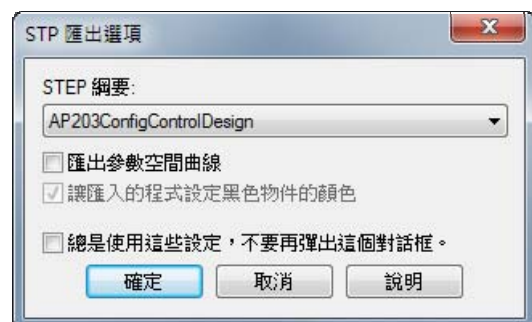 STP 匯出選項
STEP 綱要:
AP203ConfigControlDesign
匯出參數空間曲線
讓匯入的程式設定黑色物件的顏色
總是使用這些設定，不要再彈出這個對話框。
確定 取消 說明